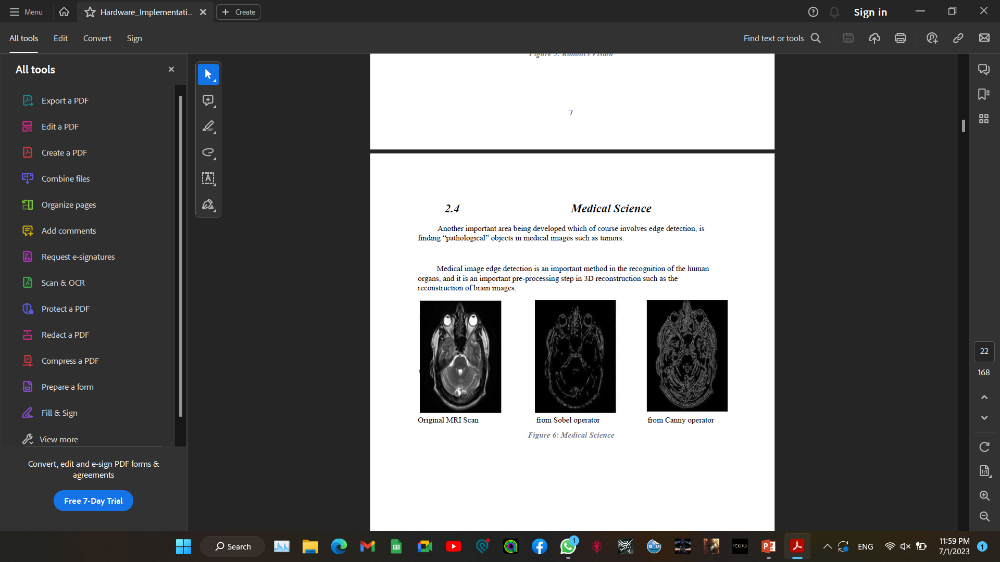 Menu
Hardware_Implementati...
Create
Sign in
All tools
Edit
Convert
Sign
Find text or tools
All tools
Export a PDF
Edit a PDF
Create a PDF
Combine files
Organize pages
Add comments
Request e-signatures
Scan & OCR
Protect a PDF
Redact a PDF
Compress a PDF
Prepare a form
Fill & Sign
View more
Convert, edit and e-sign PDF forms &
agreements
Free 7-Day Trial
Figure 5: Robotics Vision
7
2.4 Medical Science
Another important area being developed which of course involves edge detection, is
finding “pathological” objects in medical images such as tumors.
Medical image edge detection is an important method in the recognition of the human
organs, and it is an important pre-processing step in 3D reconstruction such as the
reconstruction of brain images.
Original MRI Scan
from Sobel operator
from Canny operator
Figure 6: Medical Science
22
168
Search
1
SEKIRO
ENG
11:59 PM
7/1/2023
1